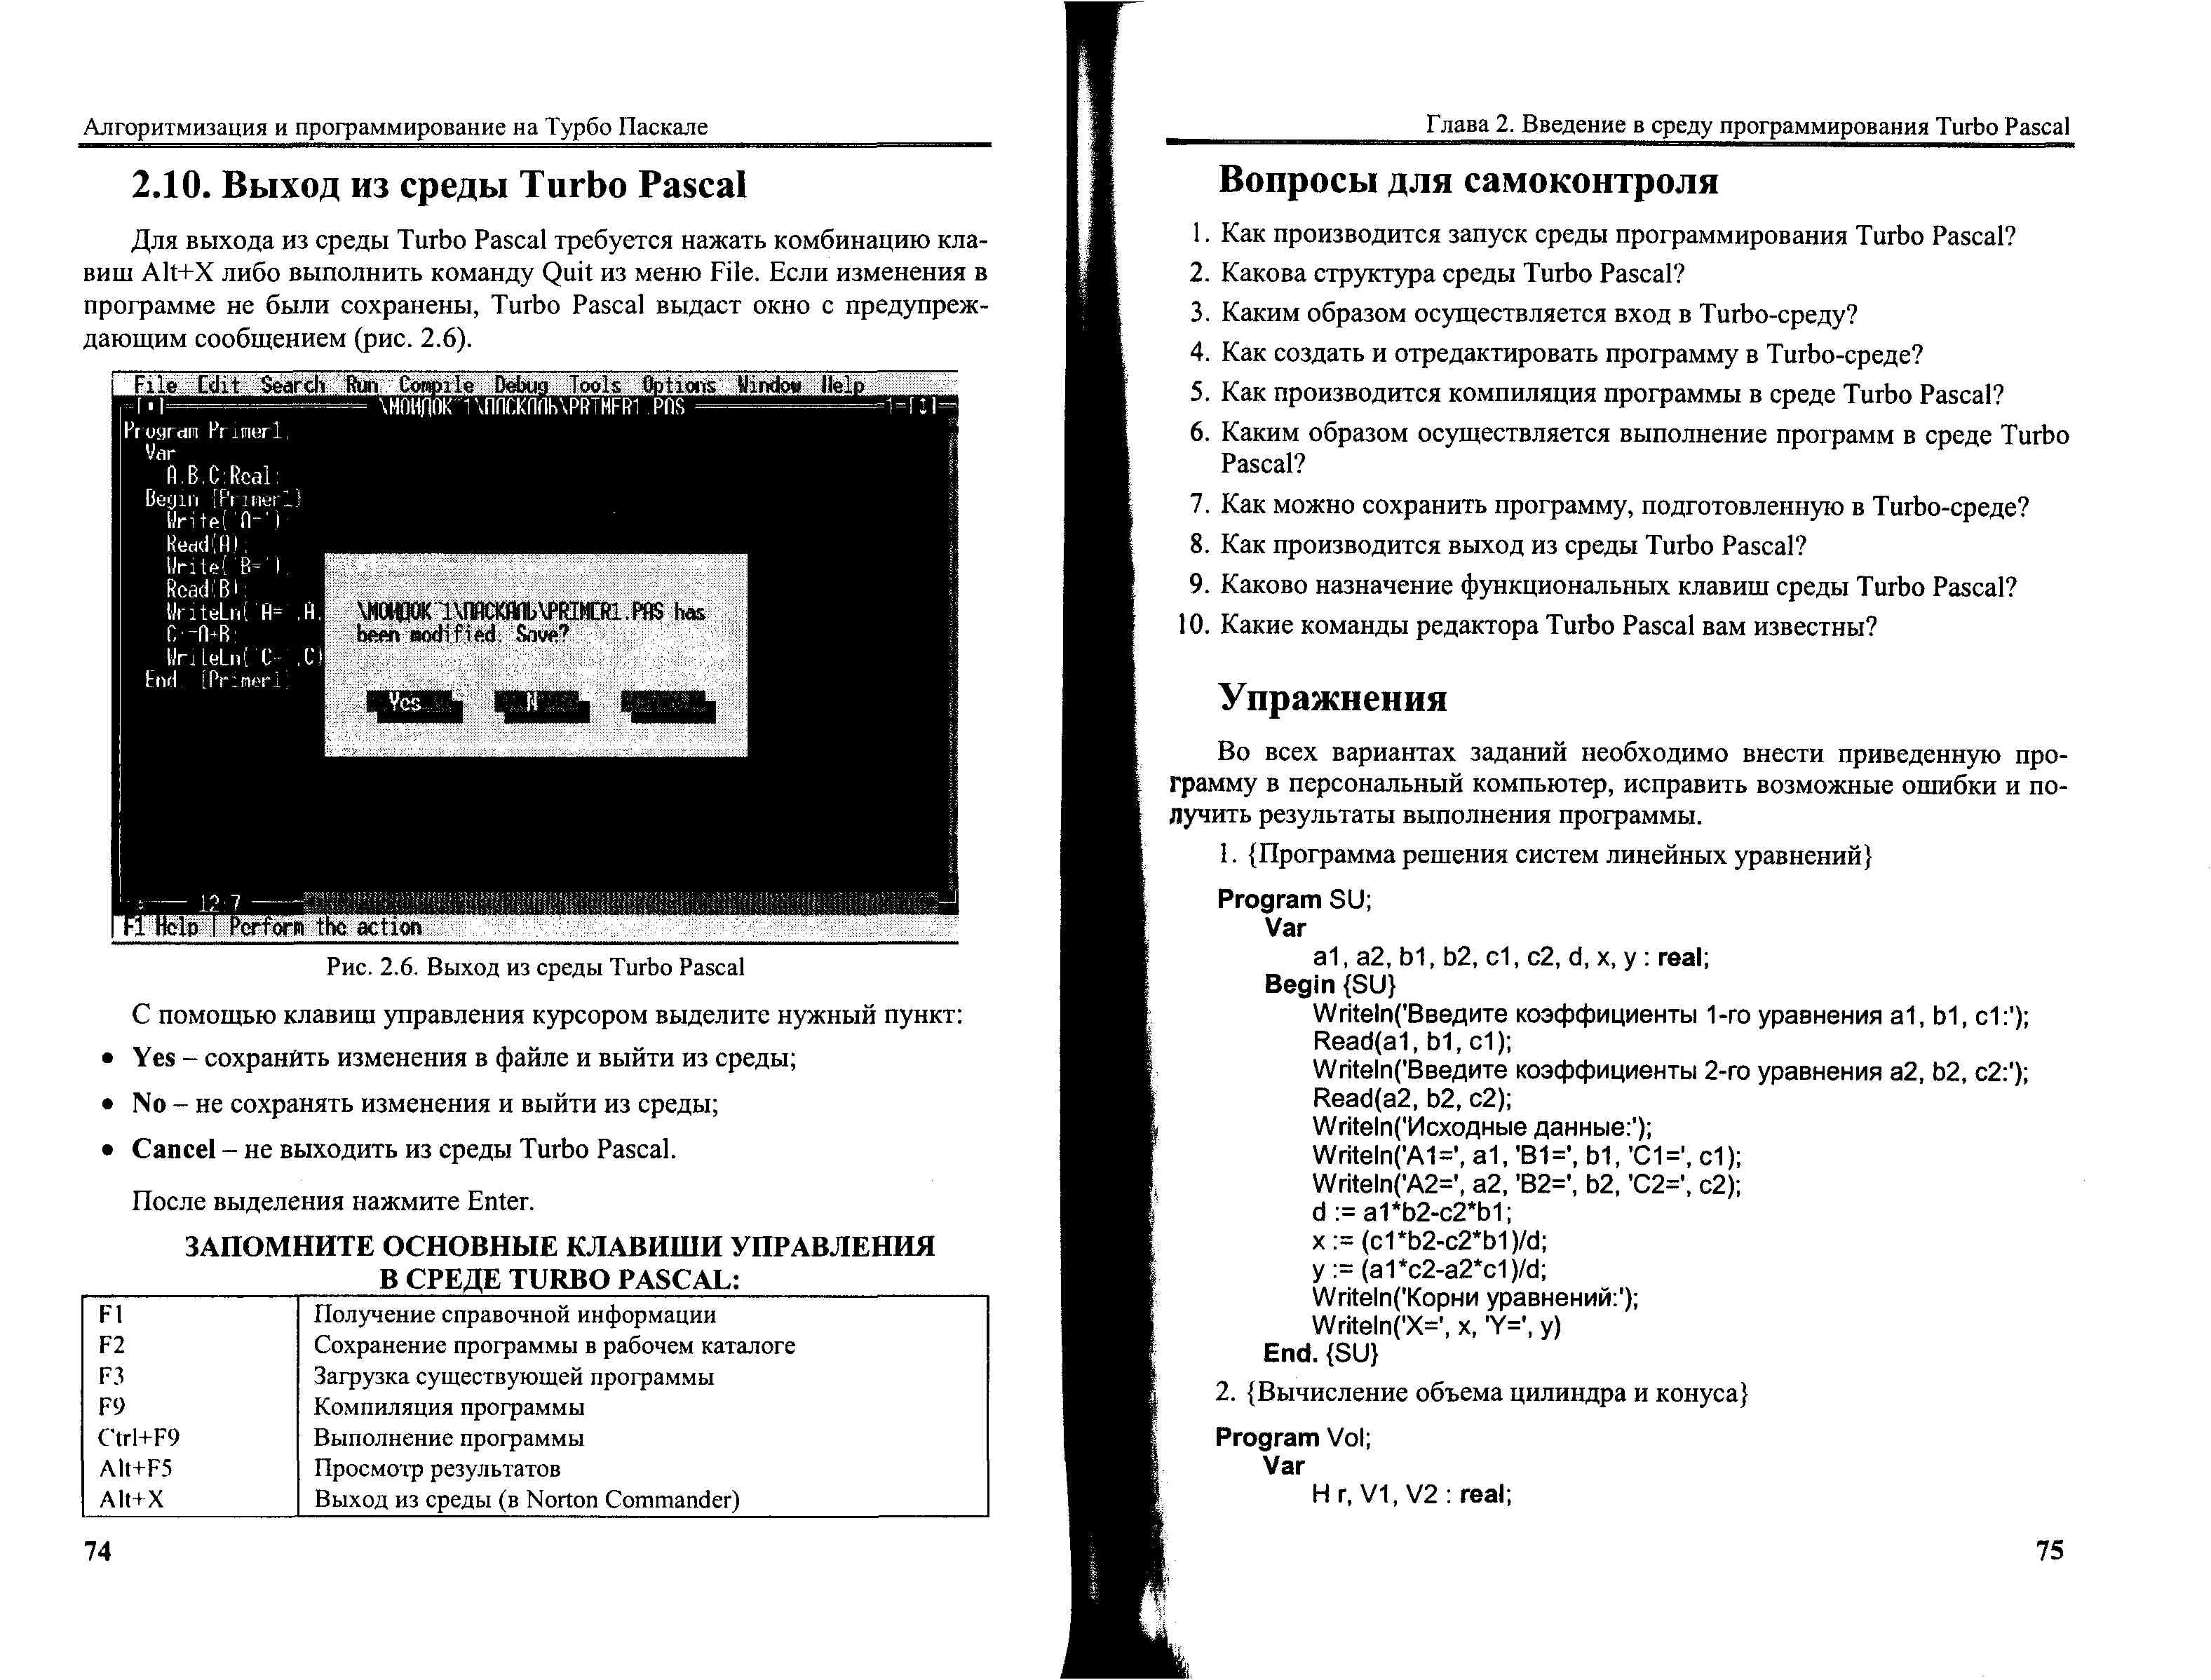 Алгоритмизация и программирование на Турбо Паскале
2.10. Выход из среды Turbo Pascal
Для выхода из среды Turbo Pascal требуется нажать комбинацию кла-
виш Alt+X либо выполнить команду Quit из меню File. Если изменения в
программе не были сохранены, Turbo Pascal выдаст окно с предупреж-
дающим сообщением (рис. 2.6).
File Edit Search Run Compile Debug Tools Options Window Help
\МОИДОК~1\ПАСКАЛЬ\PRIMER1.PAS
Program Primer1
Var
A,B,C:Real;
Begin {Primer1}
Write('A=')
Read(A);
Write('B=')
Read(B)
WriteLn('A=',A,
C:=A+B;
WriteLn('C=',C)
End. {Primer1
\МОИДОК~1\ПАСКАЛЬ\PRIMER1.PAS has
been modified. Save?
Yes N
12:7
F1 Help | Perform the action
Рис. 2.6. Выход из среды Turbo Pascal
С помощью клавиш управления курсором выделите нужный пункт:
• Yes – сохранить изменения в файле и выйти из среды;
• No – не сохранять изменения и выйти из среды;
• Cancel – не выходить из среды Turbo Pascal.
После выделения нажмите Enter.
ЗАПОМНИТЕ ОСНОВНЫЕ КЛАВИШИ УПРАВЛЕНИЯ
В СРЕДЕ TURBO PASCAL:
F1 Получение справочной информации
F2 Сохранение программы в рабочем каталоге
F3 Загрузка существующей программы
F9 Компиляция программы
Ctrl+F9 Выполнение программы
Alt+F5 Просмотр результатов
Alt+X Выход из среды (в Norton Commander)
74
Глава 2. Введение в среду программирования Turbo Pascal
Вопросы для самоконтроля
1. Как производится запуск среды программирования Turbo Pascal?
2. Какова структура среды Turbo Pascal?
3. Каким образом осуществляется вход в Turbo-среду?
4. Как создать и отредактировать программу в Turbo-среде?
5. Как производится компиляция программы в среде Turbo Pascal?
6. Каким образом осуществляется выполнение программ в среде Turbo
Pascal?
7. Как можно сохранить программу, подготовленную в Turbo-среде?
8. Как производится выход из среды Turbo Pascal?
9. Каково назначение функциональных клавиш среды Turbo Pascal?
10. Какие команды редактора Turbo Pascal вам известны?
Упражнения
Во всех вариантах заданий необходимо внести приведенную про-
грамму в персональный компьютер, исправить возможные ошибки и по-
лучить результаты выполнения программы.
1. {Программа решения систем линейных уравнений}
Program SU;
Var
a1, a2, b1, b2, c1, c2, d, x, y : real;
Begin {SU}
Writeln('Введите коэффициенты 1-го уравнения a1, b1, c1:');
Read(a1, b1, c1);
Writeln('Введите коэффициенты 2-го уравнения a2, b2, c2:');
Read(a2, b2, c2);
Writeln('Исходные данные:');
Writeln('A1=', a1, 'B1=', b1, 'C1=', c1);
Writeln('A2=', a2, 'B2=', b2, 'C2=', c2);
d := a1*b2-c2*b1;
x := (c1*b2-c2*b1)/d;
y := (a1*c2-a2*c1)/d;
Writeln('Корни уравнений:');
Writeln('X=', x, 'Y=', y)
End. {SU}
2. {Вычисление объема цилиндра и конуса}
Program Vol;
Var
H r, V1, V2 : real;
75